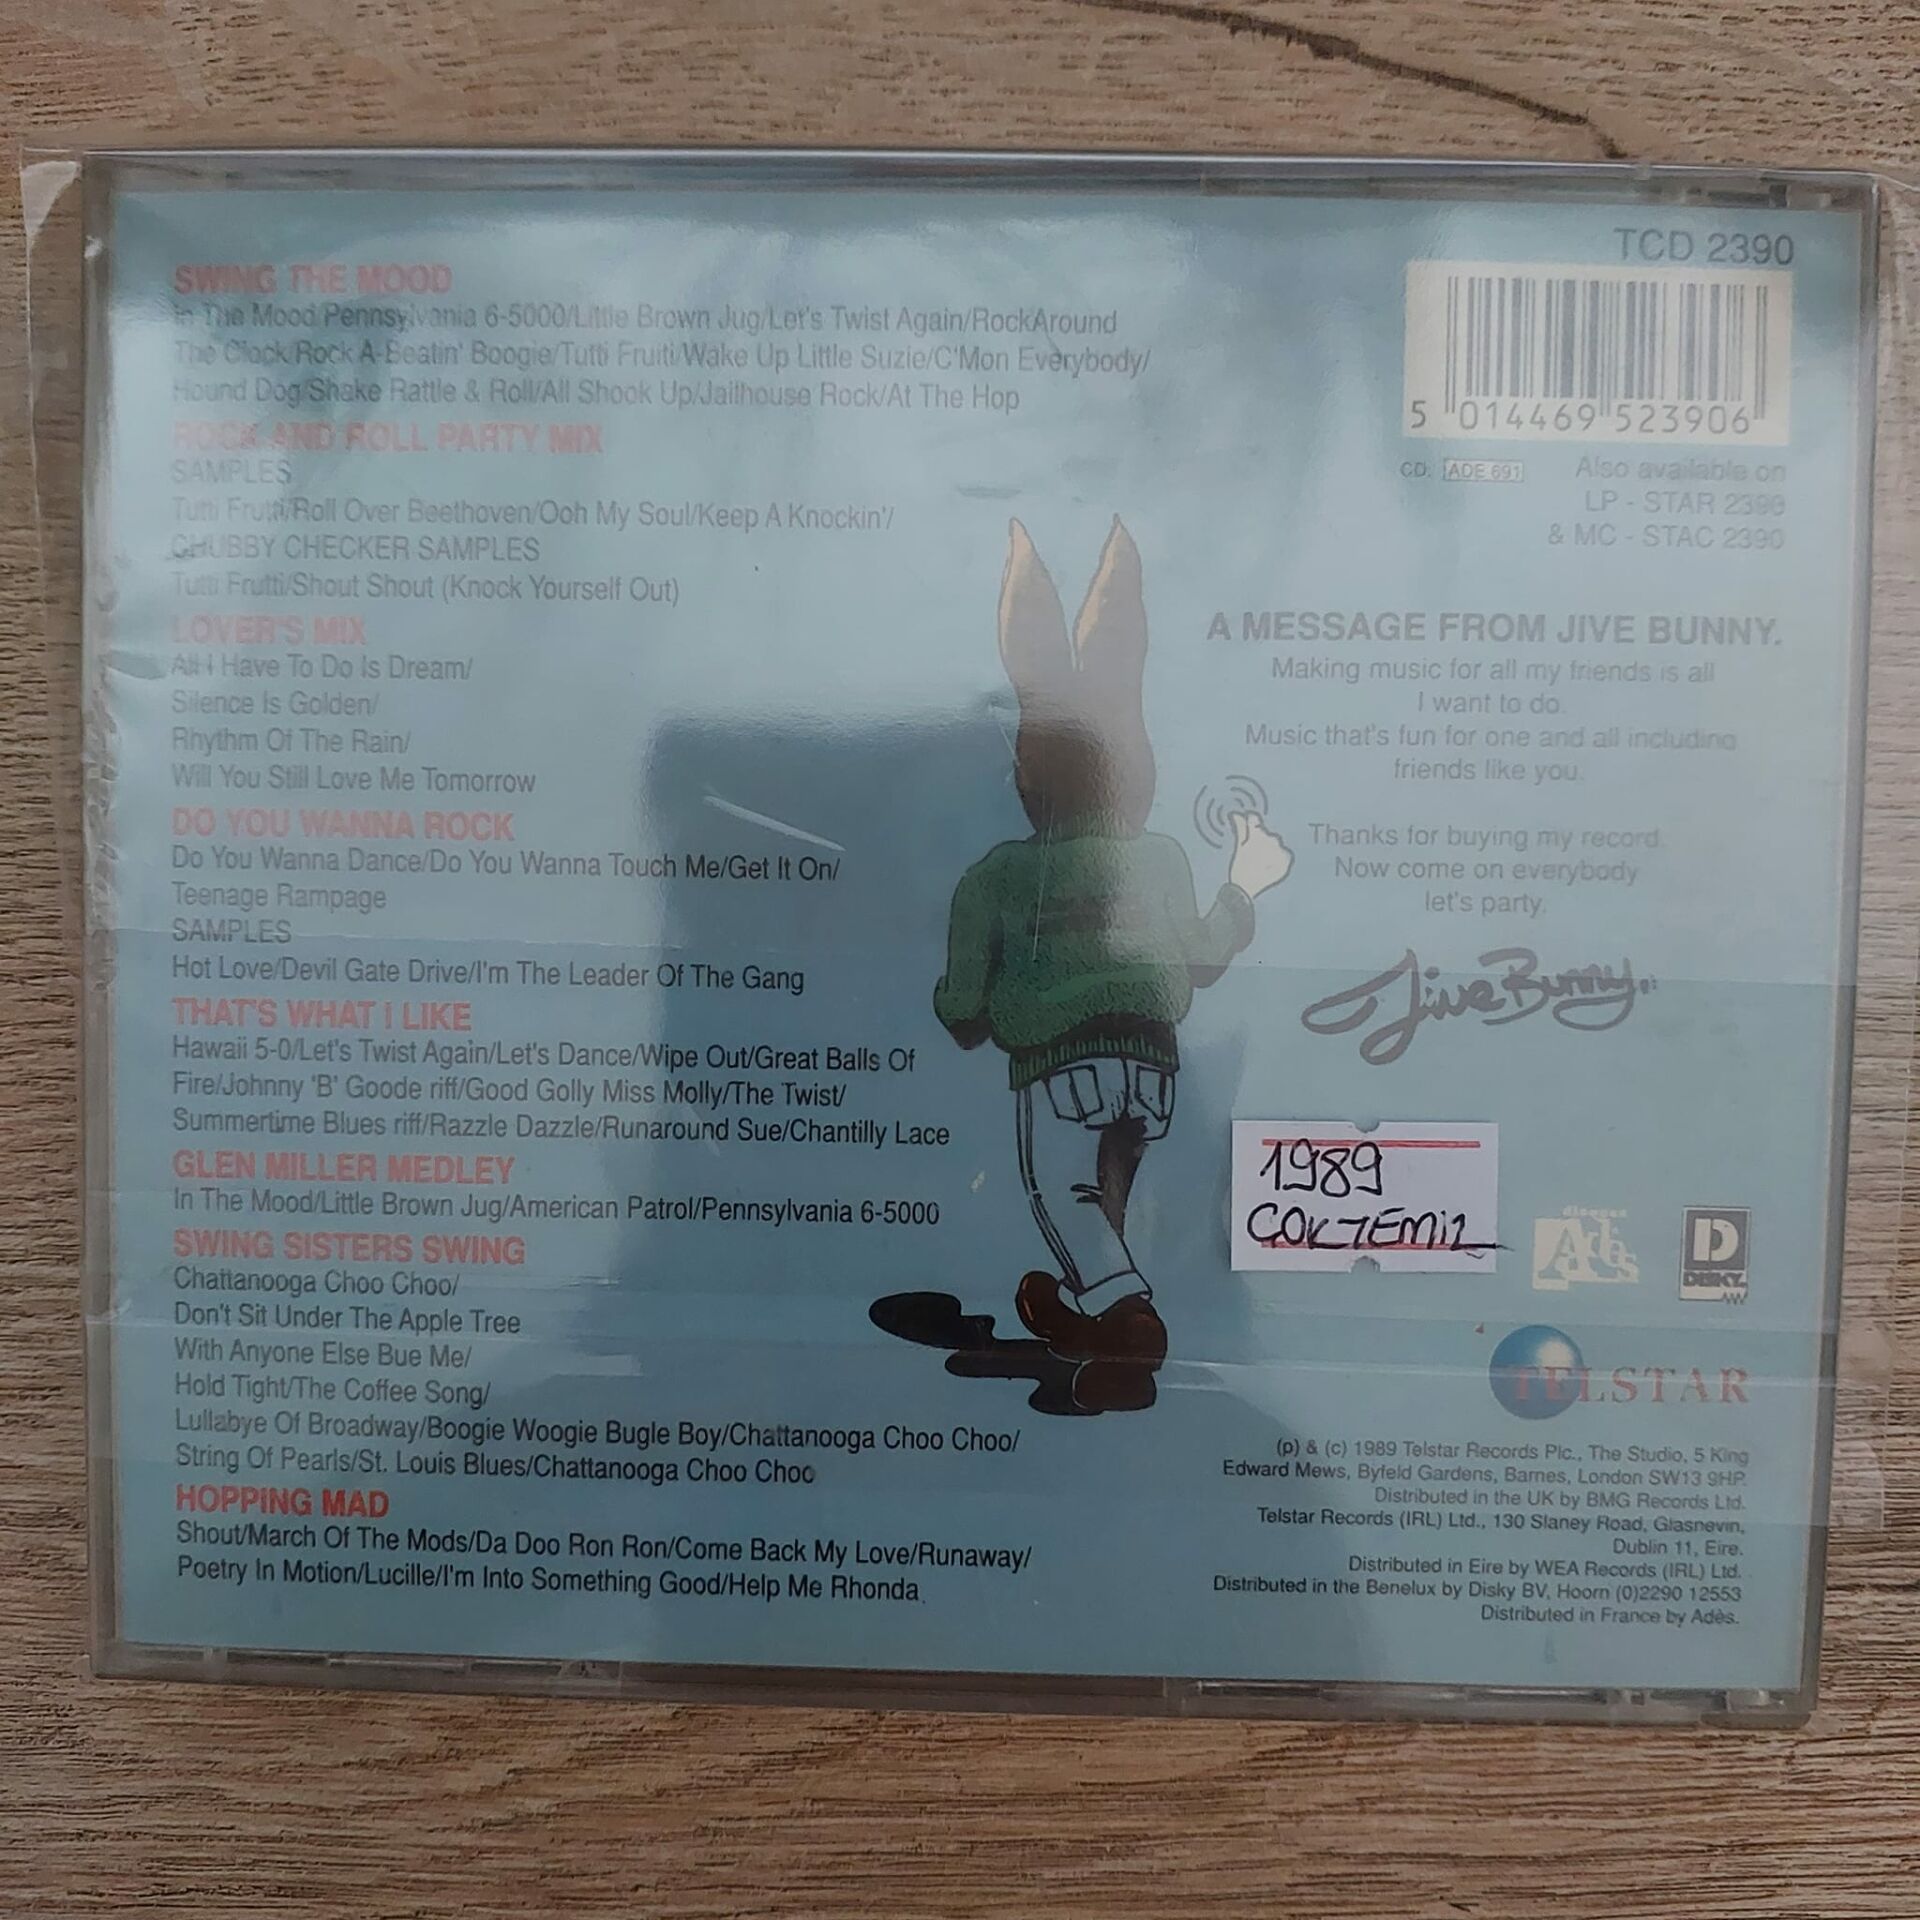 SWING THE MOOD
In The Mood Pennsylvania 6-5000/Little Brown Jug/Let's Twist Again/RockAround
The Clock/Rock A-Beatin' Boogie/Tutti Fruiti/Wake Up Little Suzie/C'Mon Everybody/
Hound Dog/Shake Rattle & Roll/All Shook Up/Jailhouse Rock/At The Hop
ROCK AND ROLL PARTY MIX
SAMPLES
Tutti Frutti/Roll Over Beethoven/Ooh My Soul/Keep A Knockin'/
CHUBBY CHECKER SAMPLES
Tutti Frutti/Shout Shout (Knock Yourself Out)
LOVER'S MIX
All I Have To Do Is Dream/
Silence Is Golden/
Rhythm Of The Rain/
Will You Still Love Me Tomorrow
DO YOU WANNA ROCK
Do You Wanna Dance/Do You Wanna Touch Me/Get It On/
Teenage Rampage
SAMPLES
Hot Love/Devil Gate Drive/I'm The Leader Of The Gang
THAT'S WHAT I LIKE
Hawaii 5-0/Let's Twist Again/Let's Dance/Wipe Out/Great Balls Of
Fire/Johnny 'B' Goode riff/Good Golly Miss Molly/The Twist/
Summertime Blues riff/Razzle Dazzle/Runaround Sue/Chantilly Lace
GLEN MILLER MEDLEY
In The Mood/Little Brown Jug/American Patrol/Pennsylvania 6-5000
SWING SISTERS SWING
Chattanooga Choo Choo/
Don't Sit Under The Apple Tree
With Anyone Else Bue Me/
Hold Tight/The Coffee Song/
Lullabye Of Broadway/Boogie Woogie Bugle Boy/Chattanooga Choo Choo/
String Of Pearls/St. Louis Blues/Chattanooga Choo Choo
HOPPING MAD
Shout/March Of The Mods/Da Doo Ron Ron/Come Back My Love/Runaway/
Poetry In Motion/Lucille/I'm Into Something Good/Help Me Rhonda.
TCD 2390
5 014469 523906
CD: ADE 691 Also available on
LP - STAR 2390
& MC - STAC 2390
A MESSAGE FROM JIVE BUNNY.
Making music for all my friends is all
I want to do.
Music that's fun for one and all including
friends like you.
Thanks for buying my record.
Now come on everybody
let's party.
Jive Bunny
1989
ÇOK TEMİZ
disques
Adès
D
DISKY
TELSTAR
(p) & (c) 1989 Telstar Records Plc., The Studio, 5 King
Edward Mews, Byfeld Gardens, Barnes, London SW13 9HP.
Distributed in the UK by BMG Records Ltd.
Telstar Records (IRL) Ltd., 130 Slaney Road, Glasnevin,
Dublin 11, Eire.
Distributed in Eire by WEA Records (IRL) Ltd.
Distributed in the Benelux by Disky BV, Hoorn (0)2290 12553
Distributed in France by Adès.